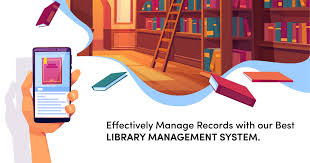 Effectively Manage Records with our Best
LIBRARY MANAGEMENT SYSTEM.